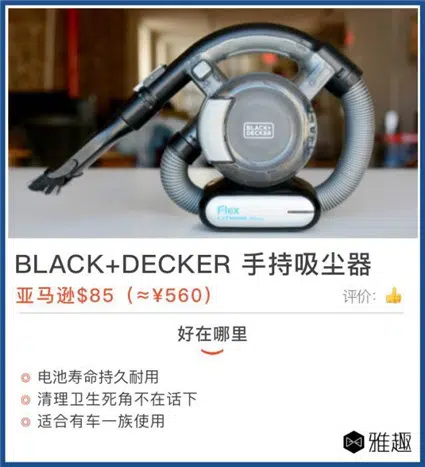 BLACK+
DECKER
FLEX
LITHIUM
BLACK+DECKER 手持吸尘器
亚马逊$85（≈¥560） 评价：👍
好在哪里
电池寿命持久耐用
清理卫生死角不在话下
适合有车一族使用
雅趣